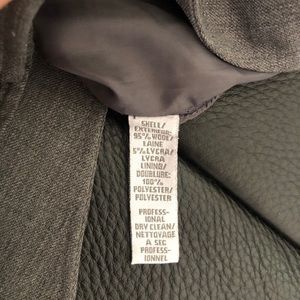 SHELL/
EXTERIEUR:
95% WOOL/
LAINE
5% LYCRA/
LYCRA
LINING/
DOUBLURE:
100%
POLYESTER/
POLYESTER
PROFESS-
IONAL
DRY CLEAN/
NETTOYAGE
A SEC
PROFESS-
IONNEL